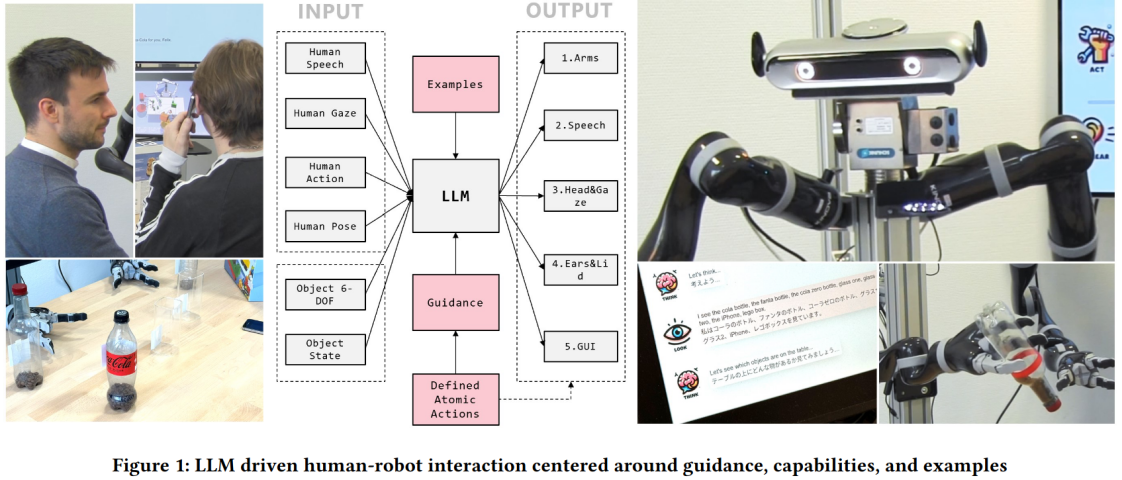 INPUT
OUTPUT
Human
Speech
Human Gaze
Human
Action
Human Pose
Object 6-
DOF
Object
State
Examples
LLM
Guidance
Defined
Atomic
Actions
1.Arms
2.Speech
3.Head&Ga
ze
4.Ears&Li
d
5.GUI
Cola
ACT
EAR
Let's think...
考えよう...
THINK
I see the cola bottle, the fanta bottle, the cola zero bottle, glass one, glass
two, the iPhone, lego box.
私はコーラのボトル、ファンタのボトル、コーラゼロのボトル、グラス
グラス2、iPhone、レゴボックスを見ています。
LOOK
Let's see which objects are on the table...
テーブルの上にどんな物があるか見てみましょう...
THINK
Figure 1: LLM driven human-robot interaction centered around guidance, capabilities, and examples